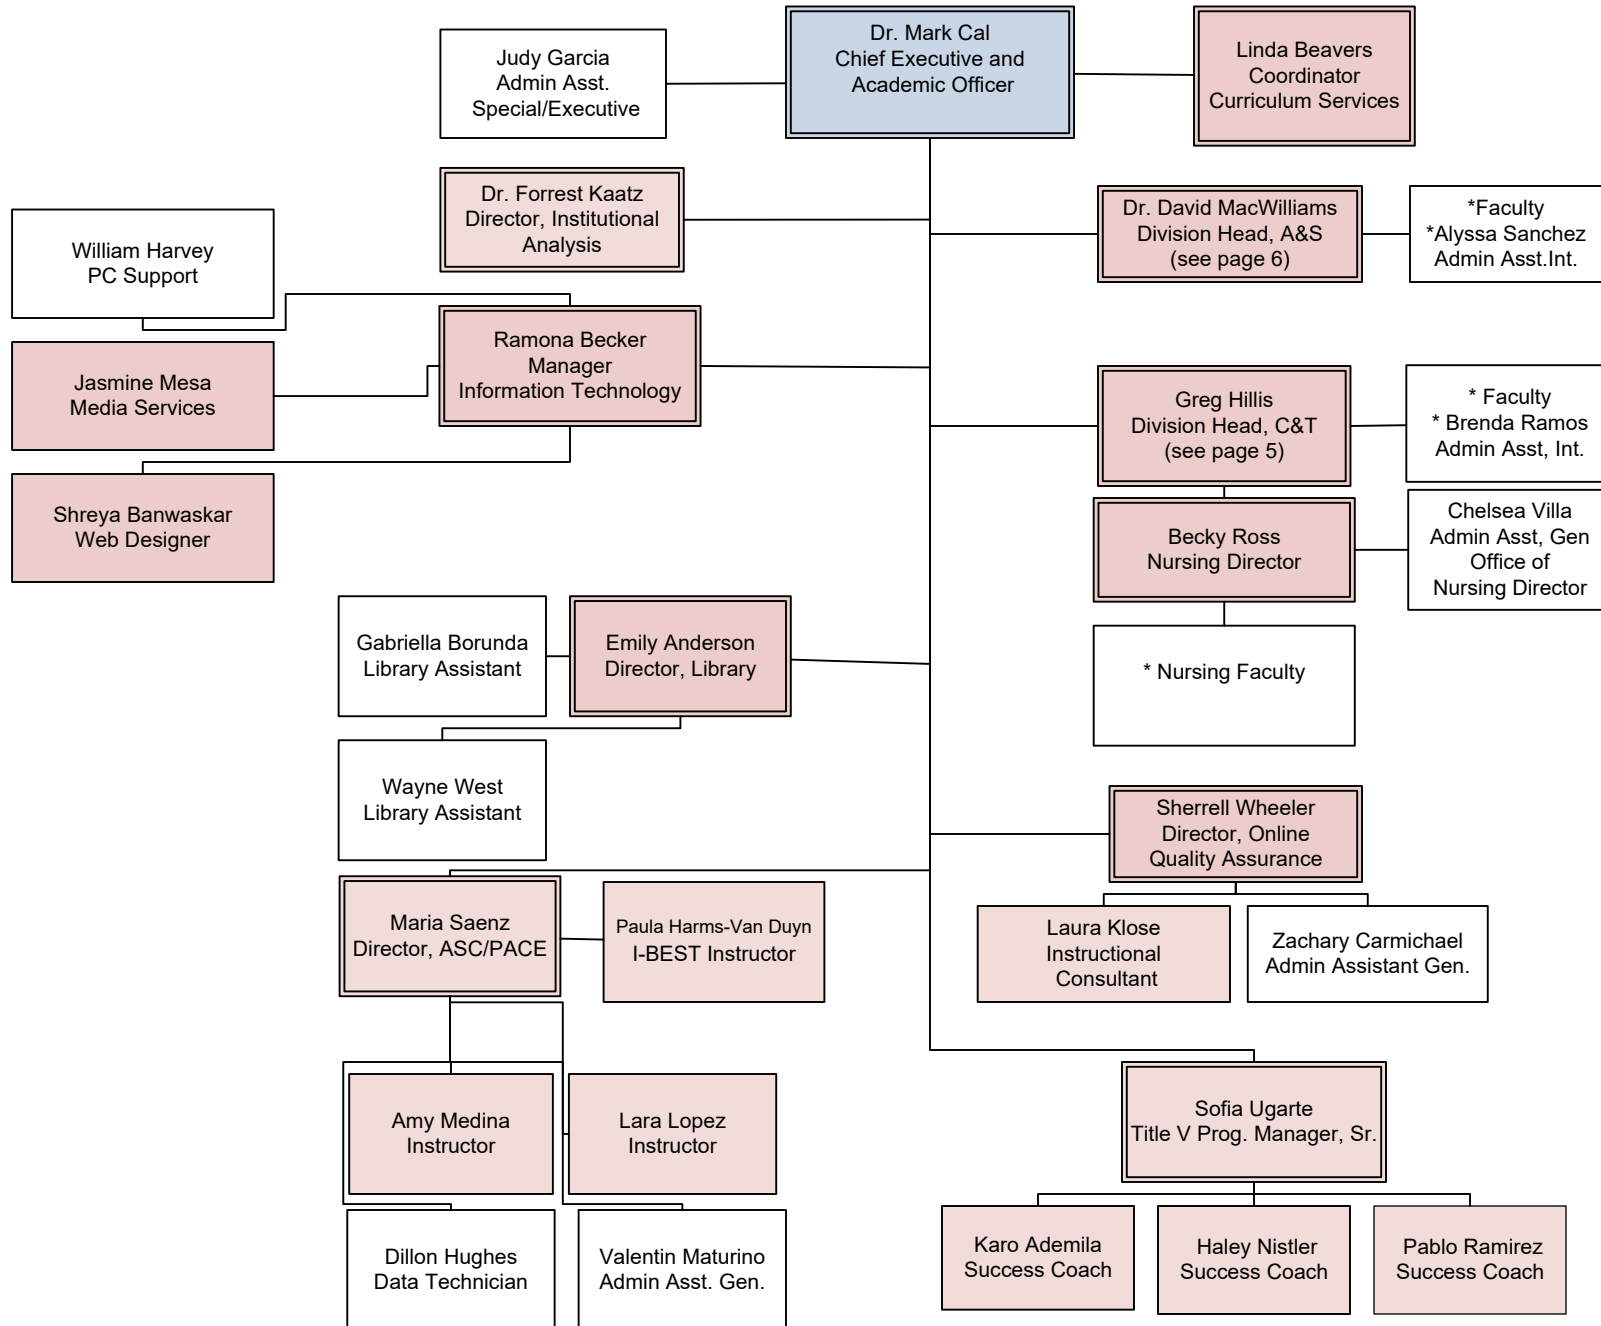 Dr. Mark Cal
Chief Executive and
Academic Officer
Judy Garcia
Admin Asst.
Special/Executive
Linda Beavers
Coordinator
Curriculum Services
Dr. Forrest Kaatz
Director, Institutional
Analysis
Dr. David MacWilliams
Division Head, A&S
(see page 6)
*Faculty
*Alyssa Sanchez
Admin Asst.Int.
William Harvey
PC Support
Ramona Becker
Manager
Information Technology
Jasmine Mesa
Media Services
Shreya Banwaskar
Web Designer
Greg Hillis
Division Head, C&T
(see page 5)
* Faculty
* Brenda Ramos
Admin Asst, Int.
Becky Ross
Nursing Director
Chelsea Villa
Admin Asst, Gen
Office of
Nursing Director
* Nursing Faculty
Gabriella Borunda
Library Assistant
Emily Anderson
Director, Library
Wayne West
Library Assistant
Sherrell Wheeler
Director, Online
Quality Assurance
Laura Klose
Instructional
Consultant
Zachary Carmichael
Admin Assistant Gen.
Maria Saenz
Director, ASC/PACE
Paula Harms-Van Duyn
I-BEST Instructor
Amy Medina
Instructor
Lara Lopez
Instructor
Dillon Hughes
Data Technician
Valentin Maturino
Admin Asst. Gen.
Sofia Ugarte
Title V Prog. Manager, Sr.
Karo Ademila
Success Coach
Haley Nistler
Success Coach
Pablo Ramirez
Success Coach